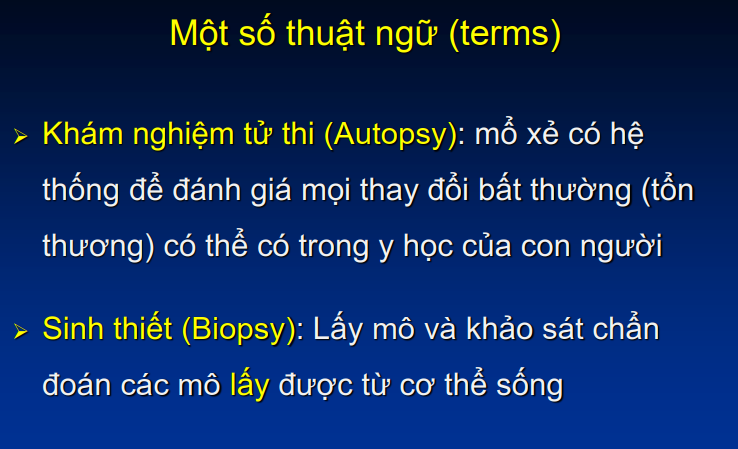 Một số thuật ngữ (terms)
➢ Khám nghiệm tử thi (Autopsy): mổ xẻ có hệ
thống để đánh giá mọi thay đổi bất thường (tổn
thương) có thể có trong y học của con người
➢ Sinh thiết (Biopsy): Lấy mô và khảo sát chẩn
đoán các mô lấy được từ cơ thể sống